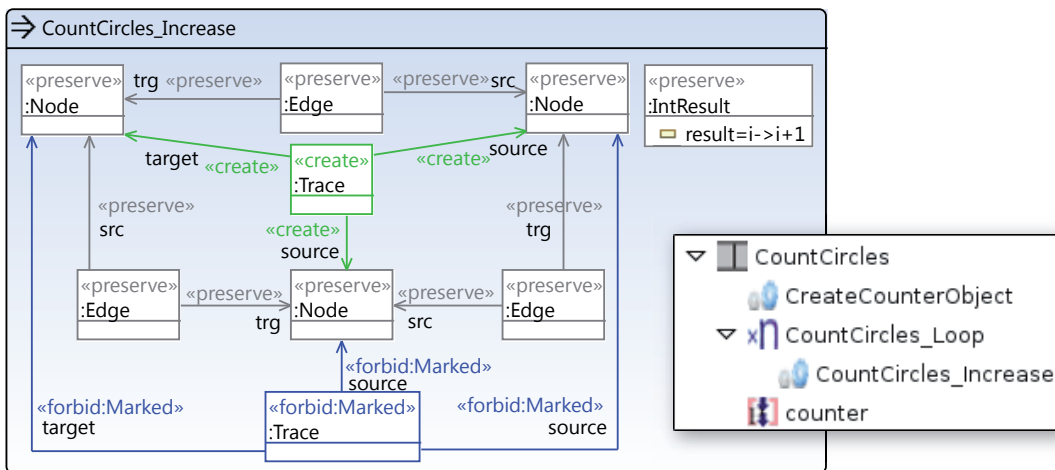 CountCircles_Increase
«preserve»
:Node
trg «preserve»
«preserve»
:Edge
«preserve» src
«preserve»
:Node
«preserve»
:IntResult
result=i->i+1
target
«create»
«create»
:Trace
«create»
source
«preserve»
src
«create»
source
«preserve»
trg
«preserve»
:Edge
«preserve»
trg
«preserve»
:Node
«preserve»
src
«preserve»
:Edge
«forbid:Marked»
source
«forbid:Marked»
target
«forbid:Marked»
:Trace
«forbid:Marked»
source
CountCircles
CreateCounterObject
CountCircles_Loop
CountCircles_Increase
counter